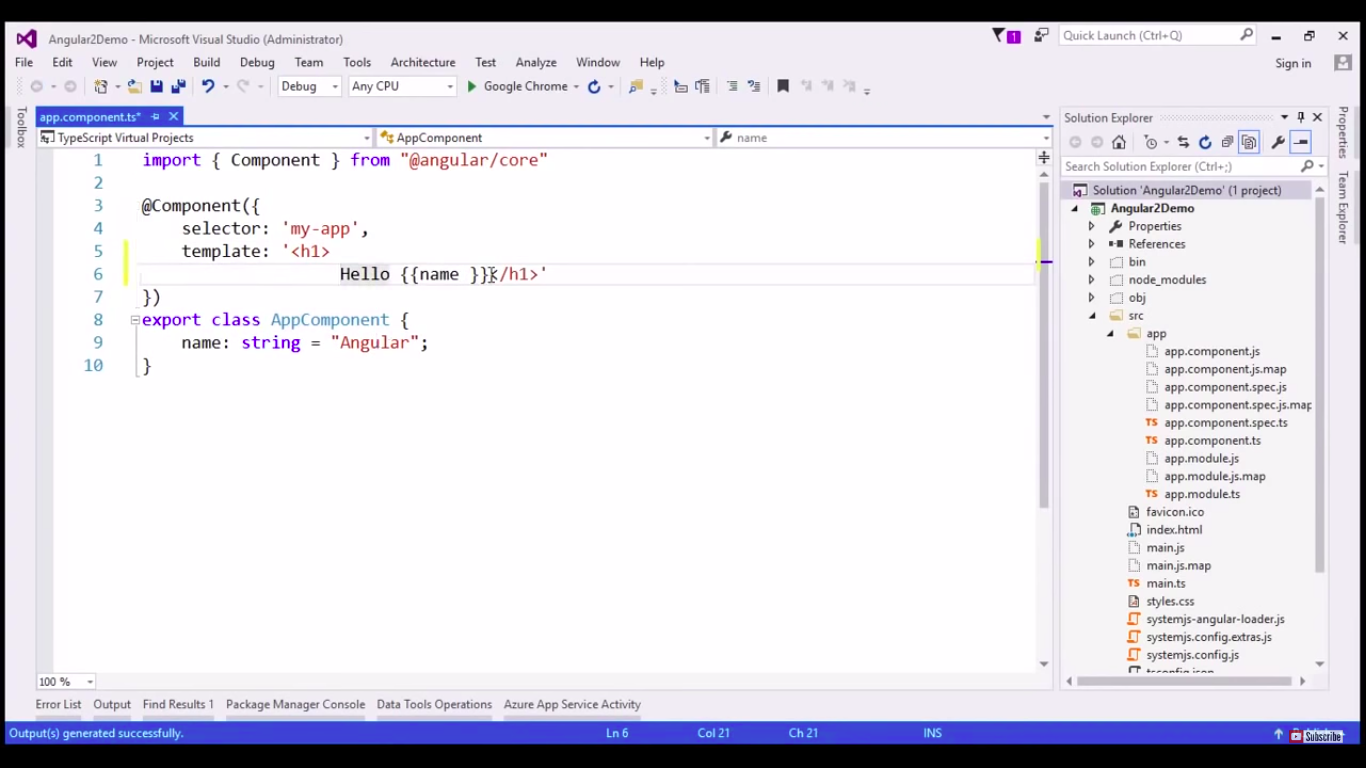 Angular2Demo - Microsoft Visual Studio (Administrator)
1
Quick Launch (Ctrl+Q)
File Edit View Project Build Debug Team Tools Architecture Test Analyze Window Help
Sign in
Debug Any CPU Google Chrome
Toolbox
app.component.ts*
TypeScript Virtual Projects AppComponent name
1 import { Component } from "@angular/core"
2
3 @Component({
4 selector: 'my-app',
5 template: '<h1>
6 Hello {{name }}</h1>'
7 })
8 export class AppComponent {
9 name: string = "Angular";
10 }
100 %
Solution Explorer
Search Solution Explorer (Ctrl+;)
Solution 'Angular2Demo' (1 project)
Angular2Demo
Properties
References
bin
node_modules
obj
src
app
app.component.js
app.component.js.map
app.component.spec.js
app.component.spec.js.map
app.component.spec.ts
app.component.ts
app.module.js
app.module.js.map
app.module.ts
favicon.ico
index.html
main.js
main.js.map
main.ts
styles.css
systemjs-angular-loader.js
systemjs.config.extras.js
systemjs.config.js
Properties
Team Explorer
Error List Output Find Results 1 Package Manager Console Data Tools Operations Azure App Service Activity
Output(s) generated successfully. Ln 6 Col 21 Ch 21 INS
Subscribe